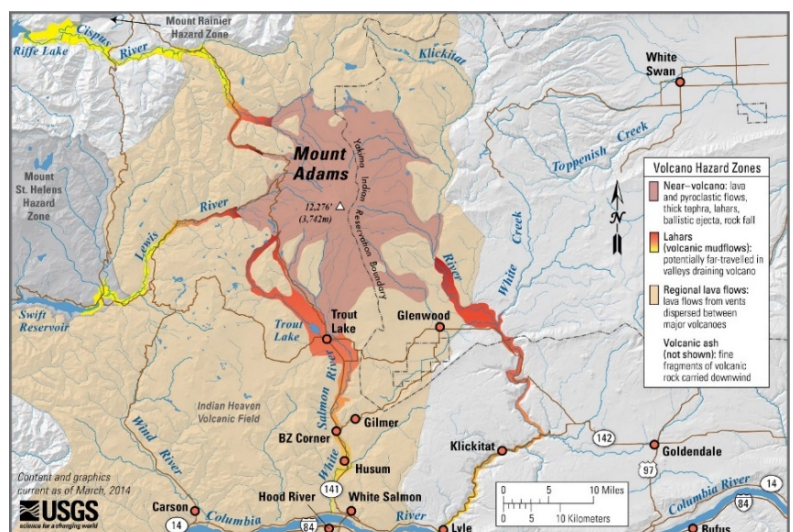 Mount Rainier
Hazard Zone
Cispus
River
Riffe Lake
Klickitat
White
Swan
Toppenish Creek
Mount
St. Helens
Hazard
Zone
Mount
Adams
12,276'
(3,742m)
Yakima Indian
Reservation Boundary
Lewis
River
River
White Creek
N
Volcano Hazard Zones
Near–volcano: lava
and pyroclastic flows,
thick tephra, lahars,
ballistic ejecta, rock fall
Lahars
(volcanic mudflows):
potentially far-travelled in
valleys draining volcano
Regional lava flows:
lava flows from vents
dispersed between
major volcanoes
Volcanic ash
(not shown): fine
fragments of volcanic
rock carried downwind
Swift
Reservoir
Trout
Lake
Trout
Lake
Glenwood
Indian Heaven
Volcanic Field
Wind River
White Salmon River
Gilmer
BZ Corner
Husum
Klickitat
142
Goldendale
97
Content and graphics
current as of March, 2014
USGS
science for a changing world
0 5 10 Miles
0 5 10 Kilometers
Carson
Hood River
141
White Salmon
14
Columbia
84
River
Lyle
Columbia River
14
84
Rufus